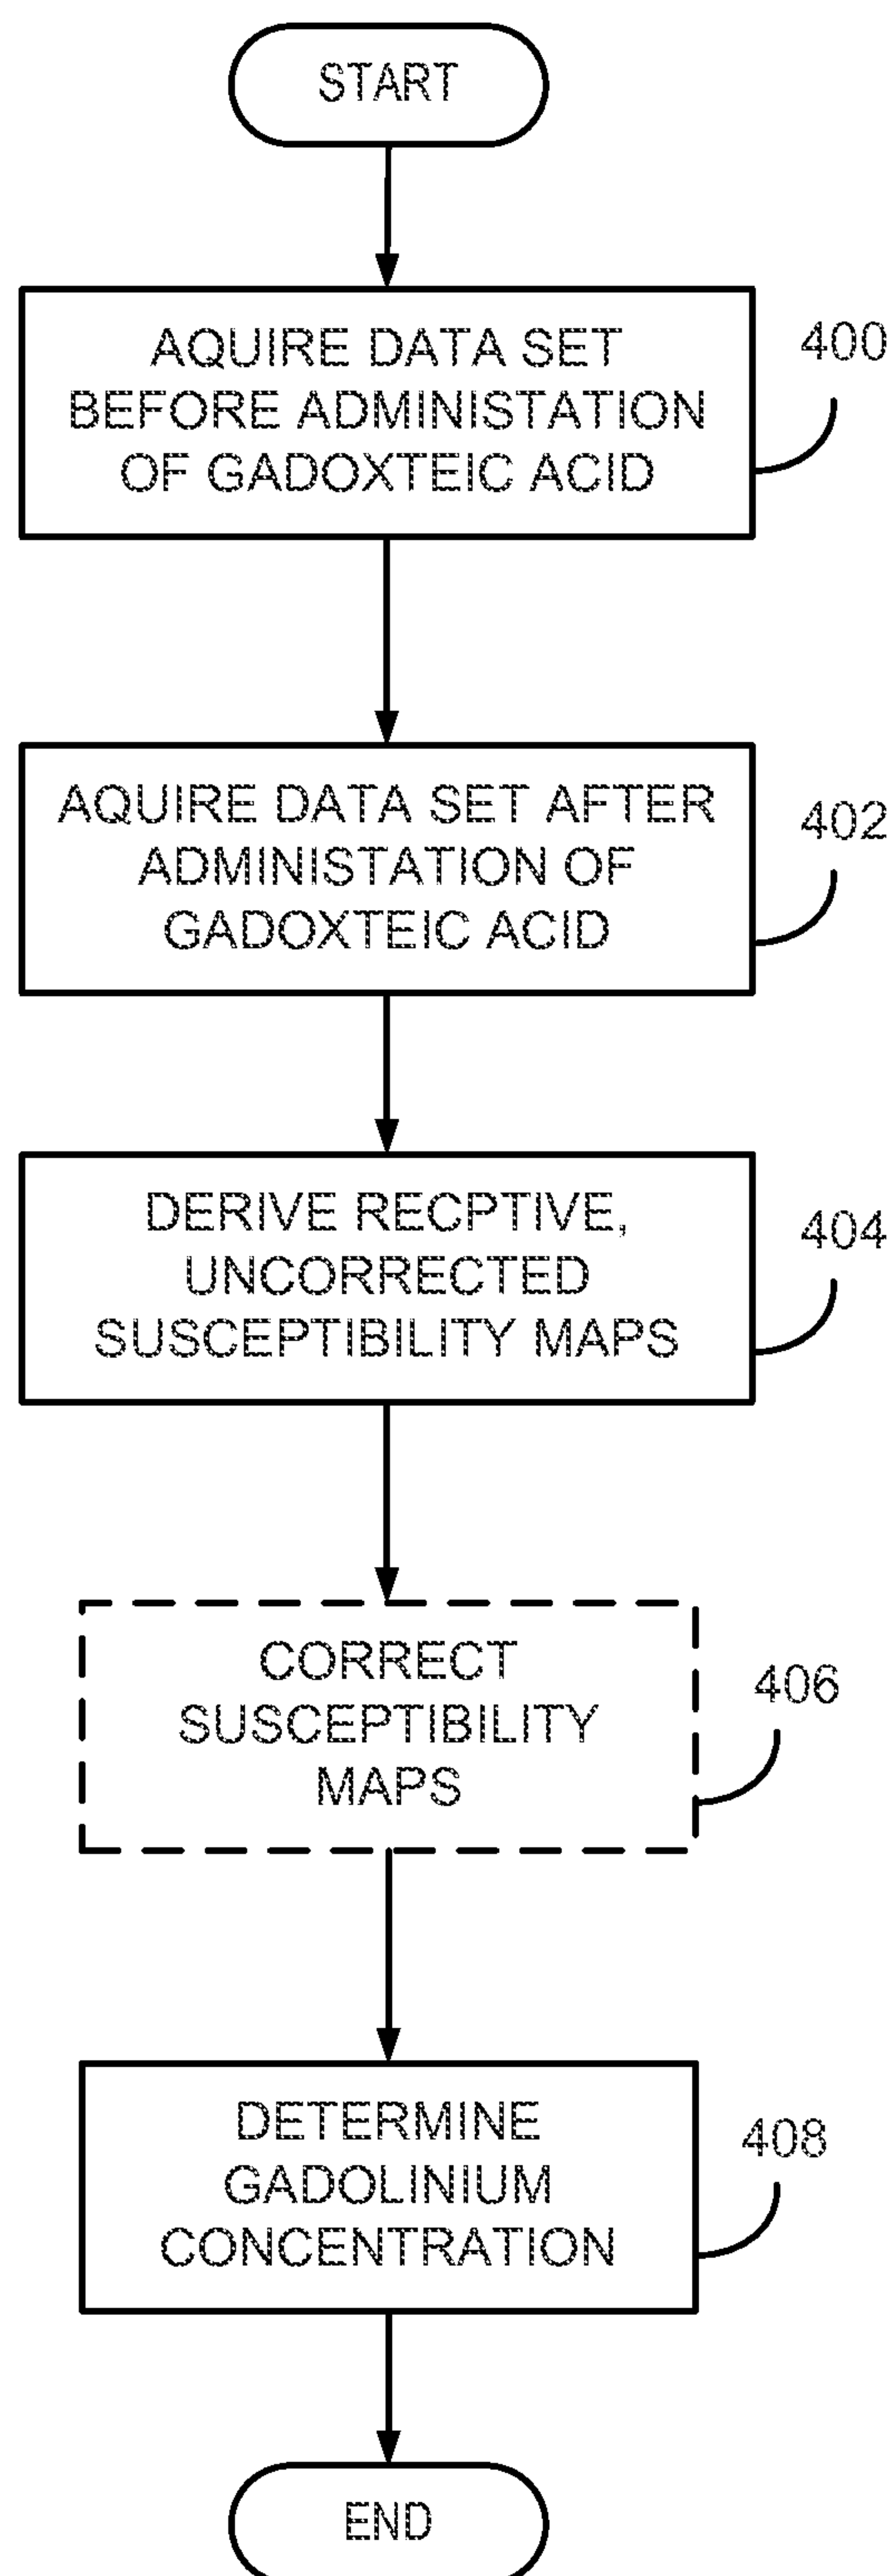 START
AQUIRE DATA SET
BEFORE ADMINISTATION
OF GADOXTEIC ACID
400
AQUIRE DATA SET AFTER
ADMINISTATION OF
GADOXTEIC ACID
402
DERIVE RECPTIVE,
UNCORRECTED
SUSCEPTIBILITY MAPS
404
CORRECT
SUSCEPTIBILITY
MAPS
406
DETERMINE
GADOLINIUM
CONCENTRATION
408
END